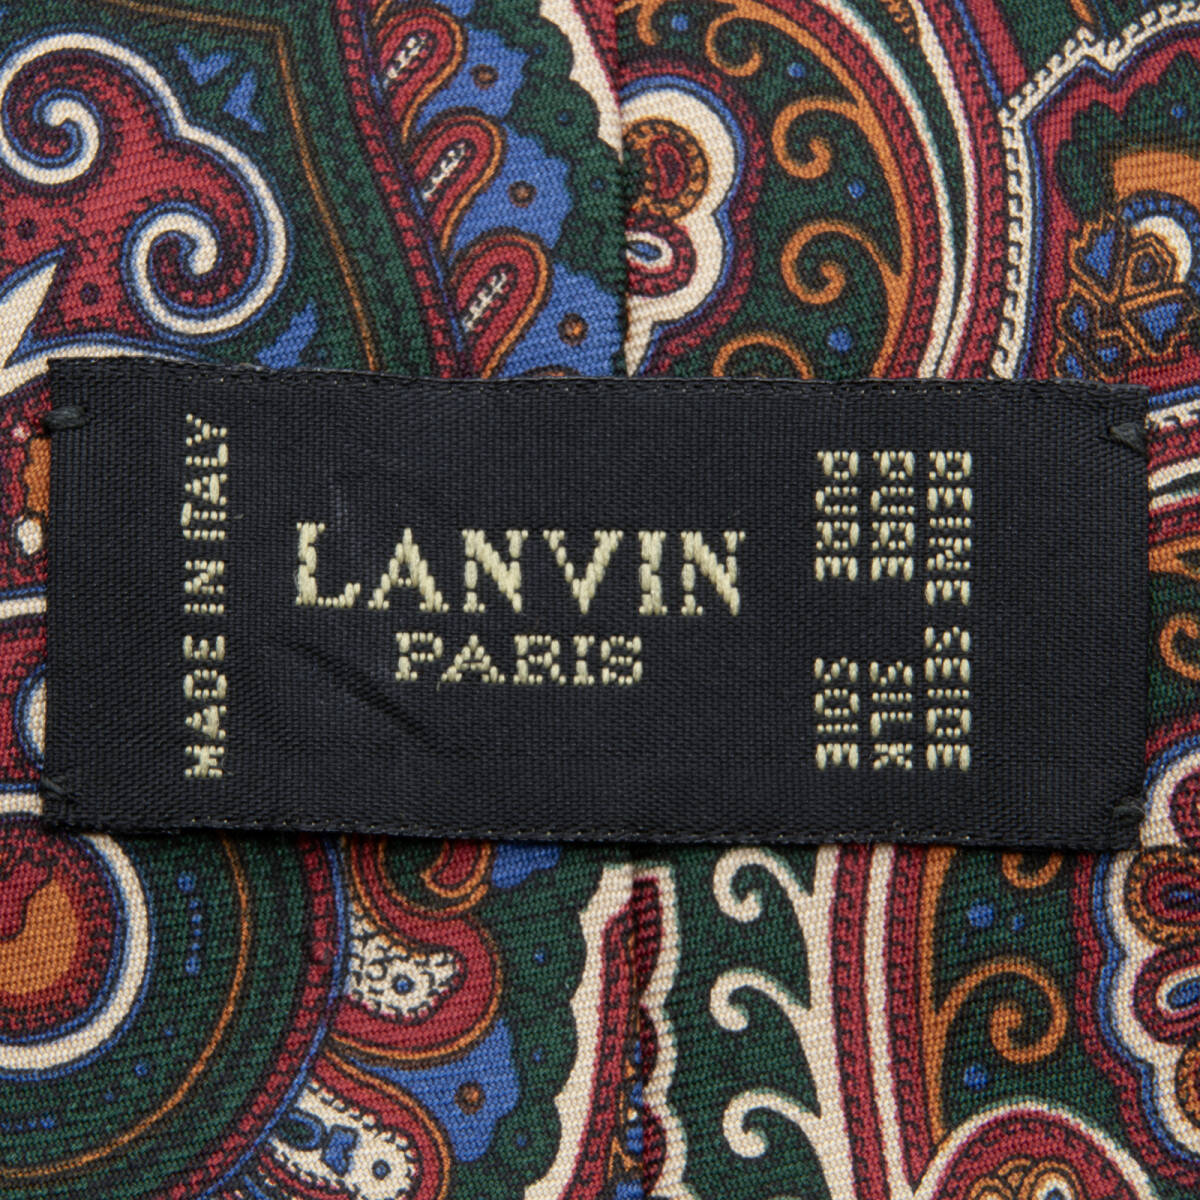 MADE IN ITALY
LANVIN
PARIS
PURE SOIE
PURE SILK
REINE SEIDE